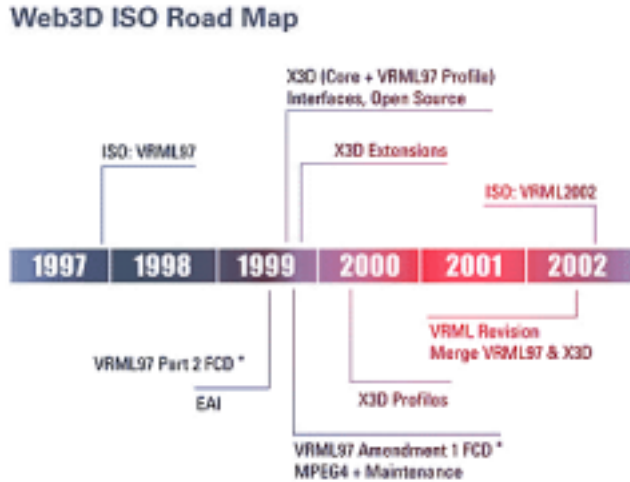 Web3D ISO Road Map
X3D (Core + VRML97 Profile)
Interfaces, Open Source
ISO: VRML97
X3D Extensions
ISO: VRML2002
1997 1998 1999 2000 2001 2002
VRML97 Part 2 FCD *
EAI
VRML Revision
Merge VRML97 & X3D
X3D Profiles
VRML97 Amendment 1 FCD *
MPEG4 + Maintenance